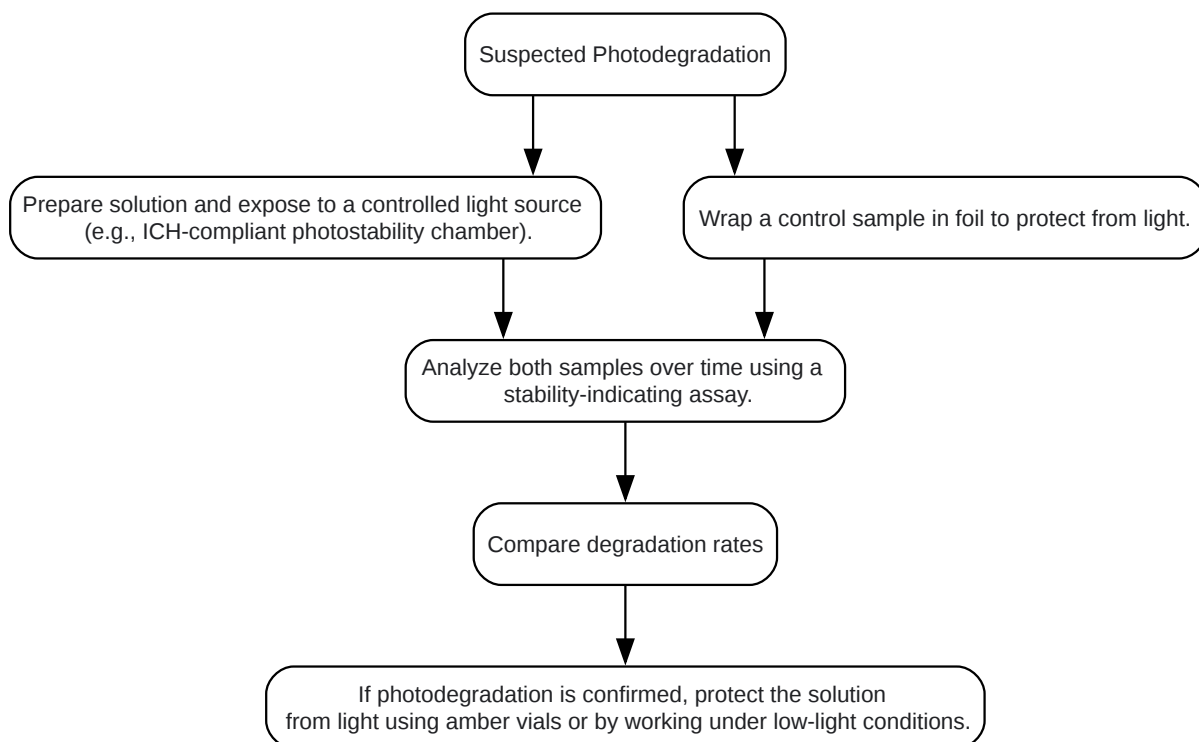 Suspected Photodegradation
Prepare solution and expose to a controlled light source
(e.g., ICH-compliant photostability chamber).
Wrap a control sample in foil to protect from light.
Analyze both samples over time using a
stability-indicating assay.
Compare degradation rates
If photodegradation is confirmed, protect the solution
from light using amber vials or by working under low-light conditions.